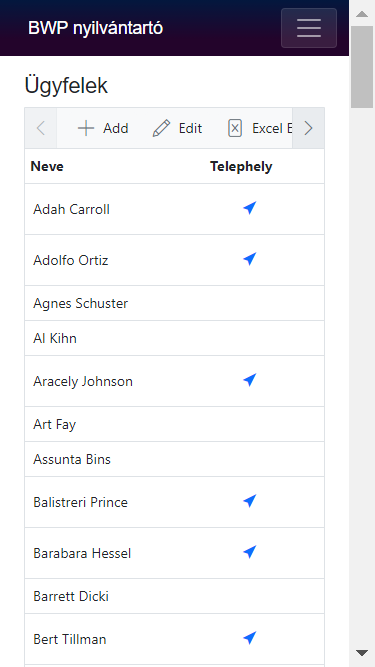 BWP nyilvántartó
Ügyfelek
Add Edit Excel E
Neve Telephely
Adah Carroll
Adolfo Ortiz
Agnes Schuster
Al Kihn
Aracely Johnson
Art Fay
Assunta Bins
Balistreri Prince
Barabara Hessel
Barrett Dicki
Bert Tillman